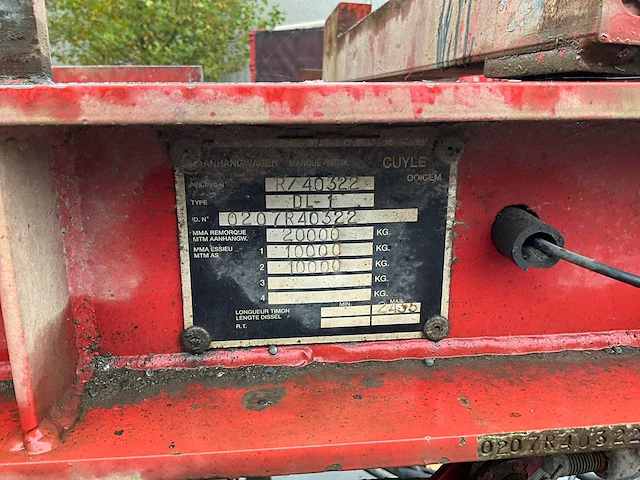 AANHANGWAGEN MARQUE-MERK CUYLE
OOIGEM
PVA/PVG N° R/40322
TYPE DL-1
ID. N° 0207R40322
MMA REMORQUE
MTM AANHANGW. 20000 KG.
MMA ESSIEU
MTM AS
1 10000 KG.
2 10000 KG.
3 KG.
4 KG.
MIN. MAX.
LONGUEUR TIMON
LENGTE DISSEL 2435
R.T.
0207R40322